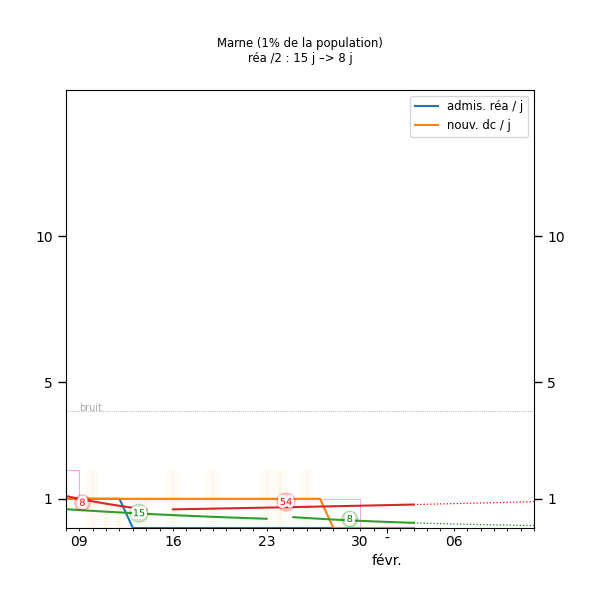 Marne (1% de la population)
réa /2 : 15 j –> 8 j
admis. réa / j
nouv. dc / j
10
10
5
5
bruit
1
1
8
15
54
8
09
16
23
30
-
06
févr.